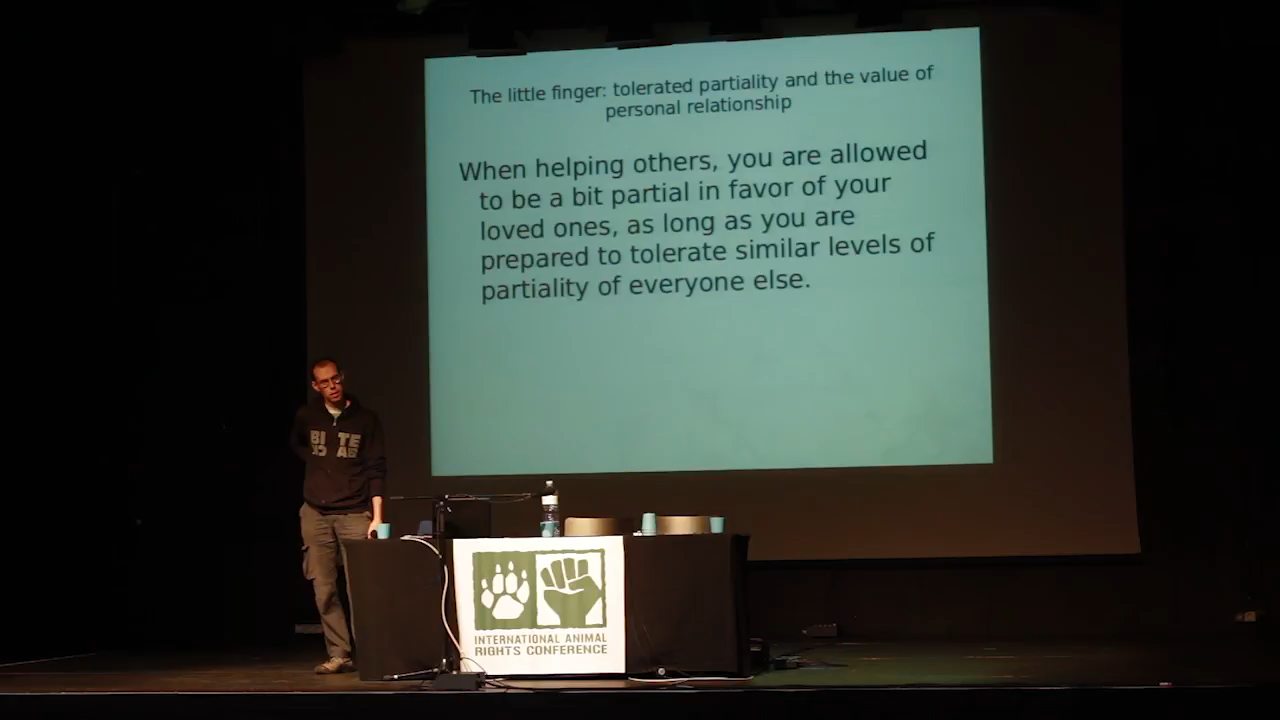 The little finger: tolerated partiality and the value of
personal relationship
When helping others, you are allowed
to be a bit partial in favor of your
loved ones, as long as you are
prepared to tolerate similar levels of
partiality of everyone else.
BI TE
INTERNATIONAL ANIMAL
RIGHTS CONFERENCE